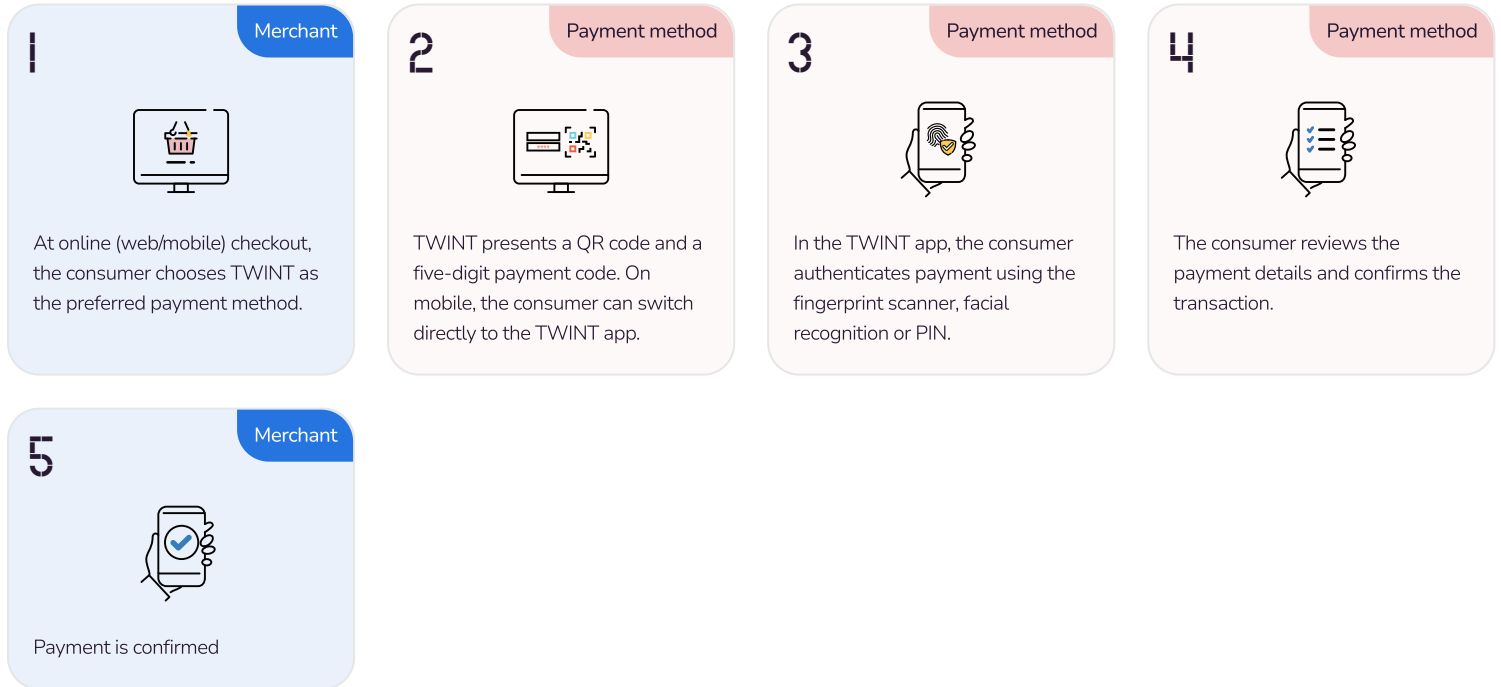 1
Merchant
At online (web/mobile) checkout,
the consumer chooses TWINT as
the preferred payment method.
2
Payment method
TWINT presents a QR code and a
five-digit payment code. On
mobile, the consumer can switch
directly to the TWINT app.
3
Payment method
In the TWINT app, the consumer
authenticates payment using the
fingerprint scanner, facial
recognition or PIN.
4
Payment method
The consumer reviews the
payment details and confirms the
transaction.
5
Merchant
Payment is confirmed